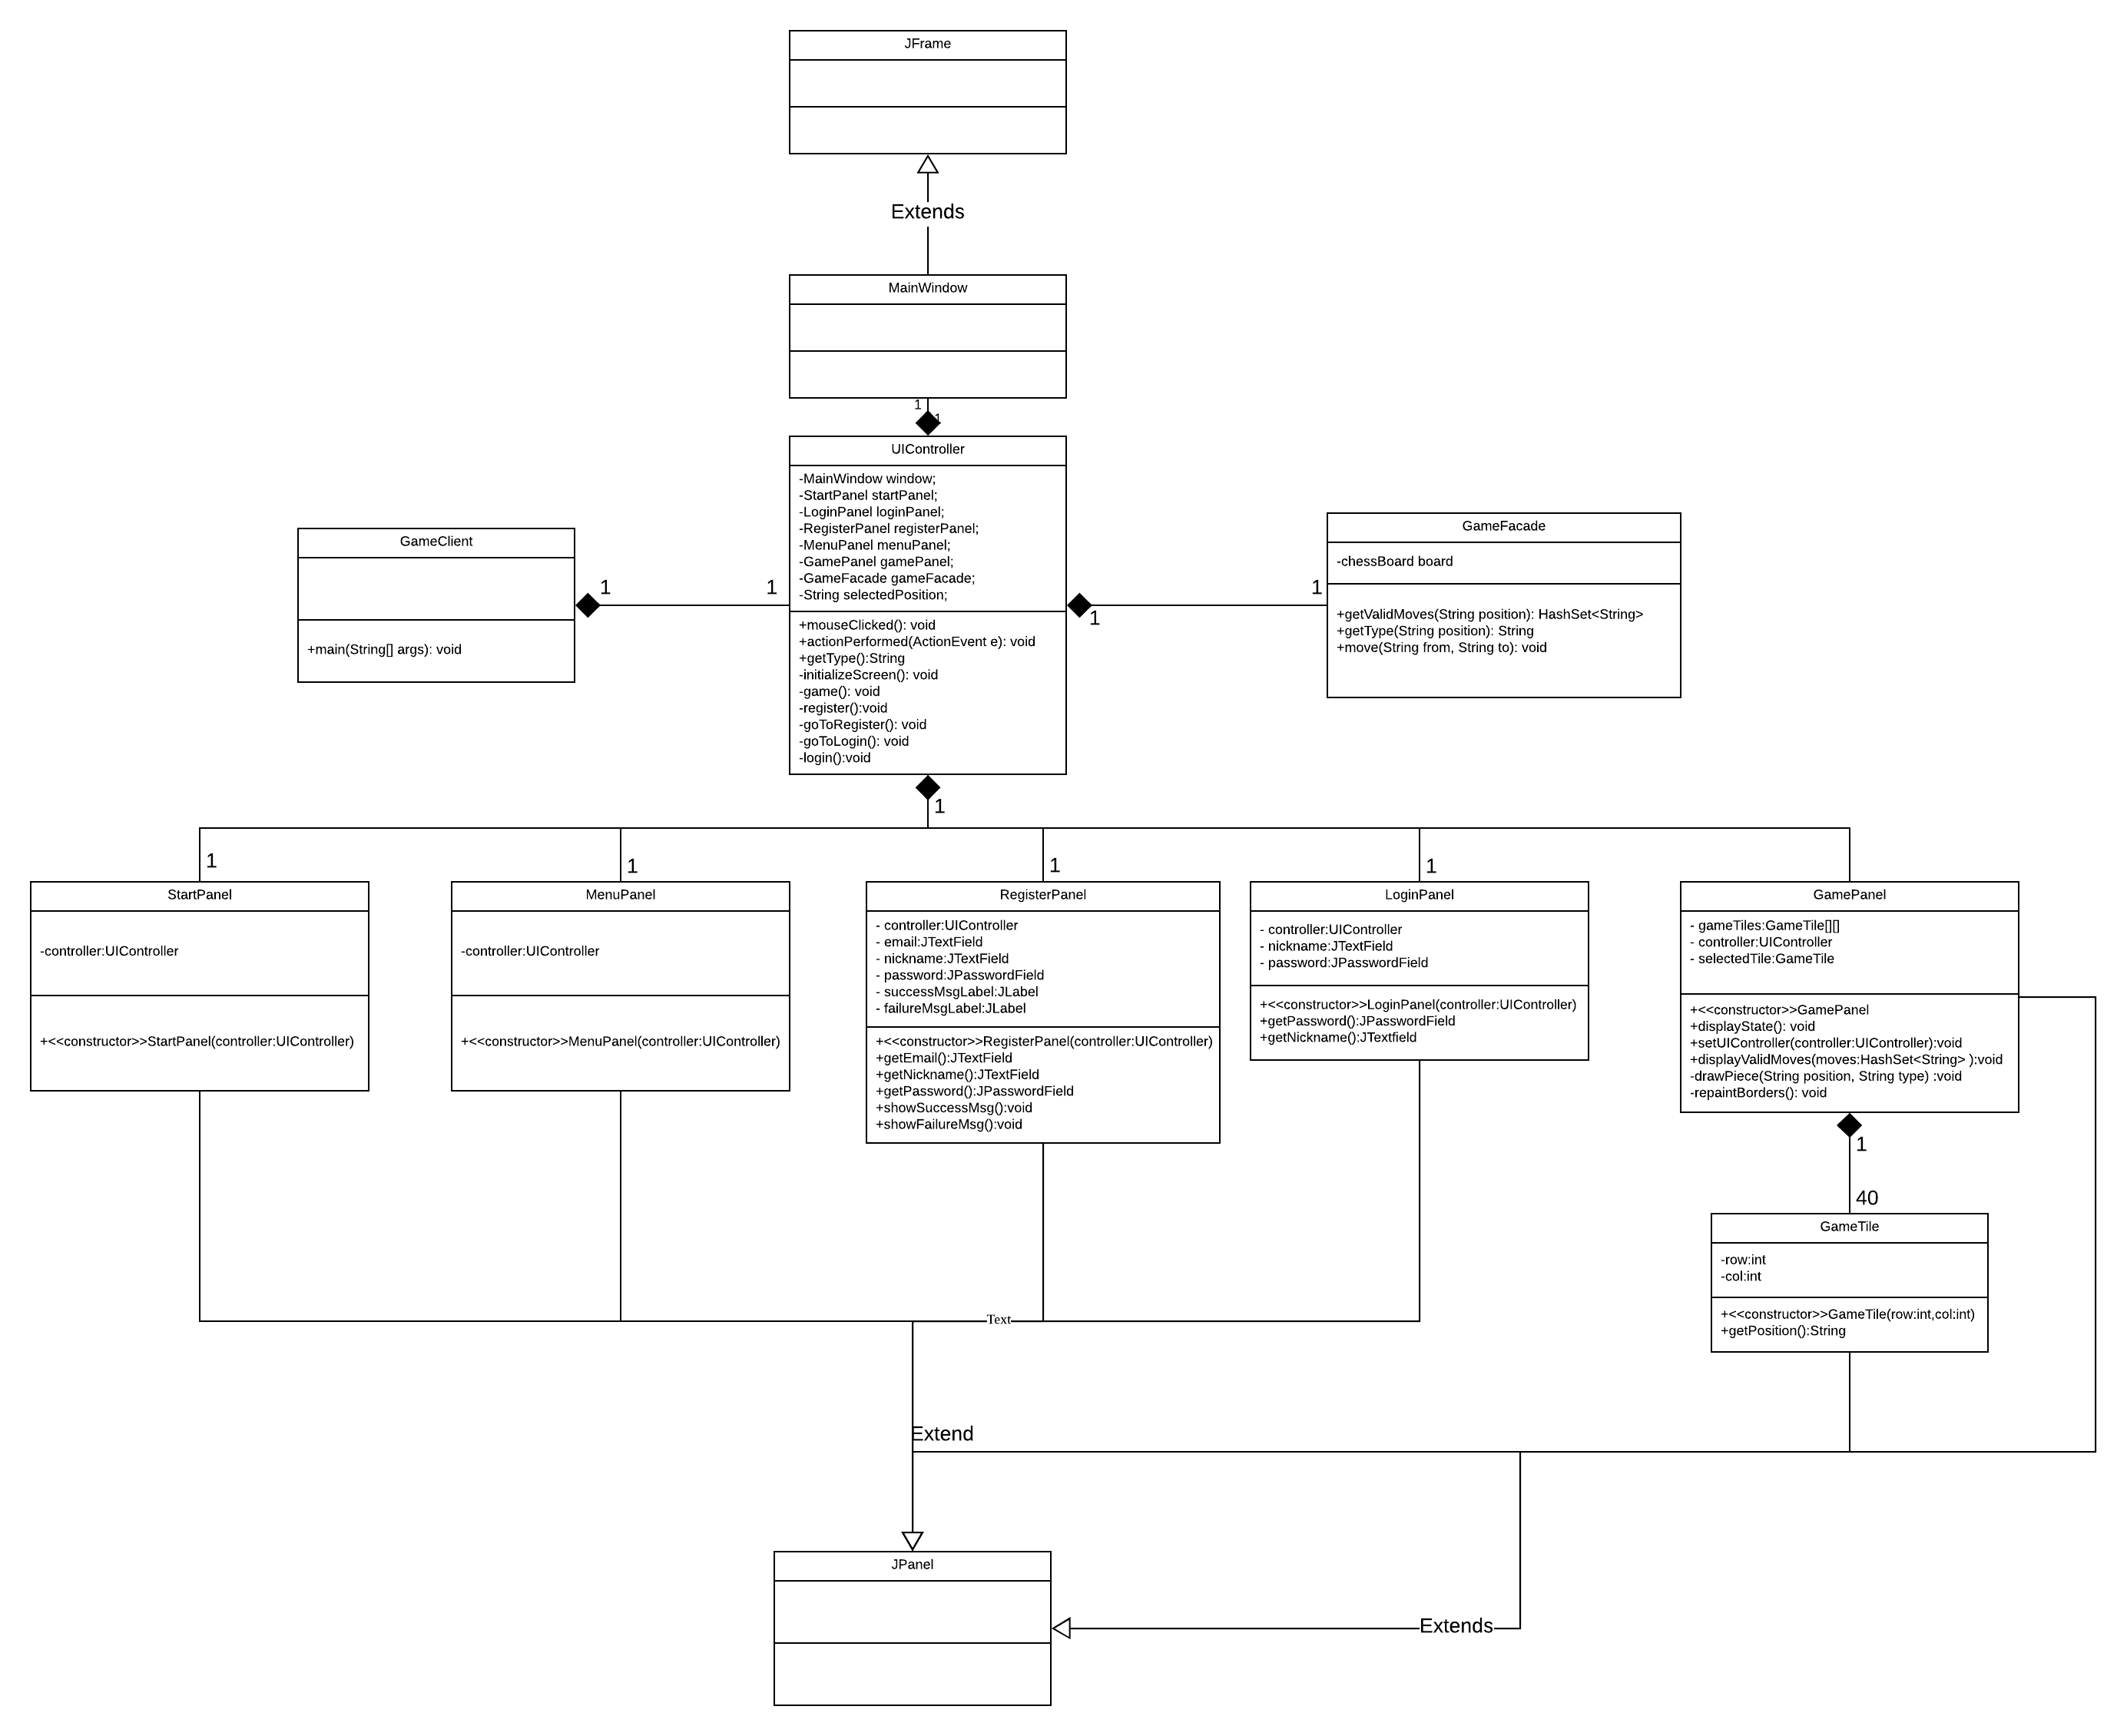 JFrame
Extends
MainWindow
1
1
UIController
-MainWindow window;
-StartPanel startPanel;
-LoginPanel loginPanel;
-RegisterPanel registerPanel;
-MenuPanel menuPanel;
-GamePanel gamePanel;
-GameFacade gameFacade;
-String selectedPosition;
+mouseClicked(): void
+actionPerformed(ActionEvent e): void
+getType():String
-initializeScreen(): void
-game(): void
-register():void
-goToRegister(): void
-goToLogin(): void
-login():void
GameClient
+main(String[] args): void
1
1
GameFacade
-chessBoard board
+getValidMoves(String position): HashSet<String>
+getType(String position): String
+move(String from, String to): void
1
1
1
1
1
1
1
StartPanel
-controller:UIController
+<<constructor>>StartPanel(controller:UIController)
MenuPanel
-controller:UIController
+<<constructor>>MenuPanel(controller:UIController)
RegisterPanel
- controller:UIController
- email:JTextField
- nickname:JTextField
- password:JPasswordField
- successMsgLabel:JLabel
- failureMsgLabel:JLabel
+<<constructor>>RegisterPanel(controller:UIController)
+getEmail():JTextField
+getNickname():JTextField
+getPassword():JPasswordField
+showSuccessMsg():void
+showFailureMsg():void
LoginPanel
- controller:UIController
- nickname:JTextField
- password:JPasswordField
+<<constructor>>LoginPanel(controller:UIController)
+getPassword():JPasswordField
+getNickname():JTextfield
GamePanel
- gameTiles:GameTile[][]
- controller:UIController
- selectedTile:GameTile
+<<constructor>>GamePanel
+displayState(): void
+setUIController(controller:UIController):void
+displayValidMoves(moves:HashSet<String> ):void
-drawPiece(String position, String type) :void
-repaintBorders(): void
1
40
GameTile
-row:int
-col:int
+<<constructor>>GameTile(row:int,col:int)
+getPosition():String
Text
Extend
JPanel
Extends